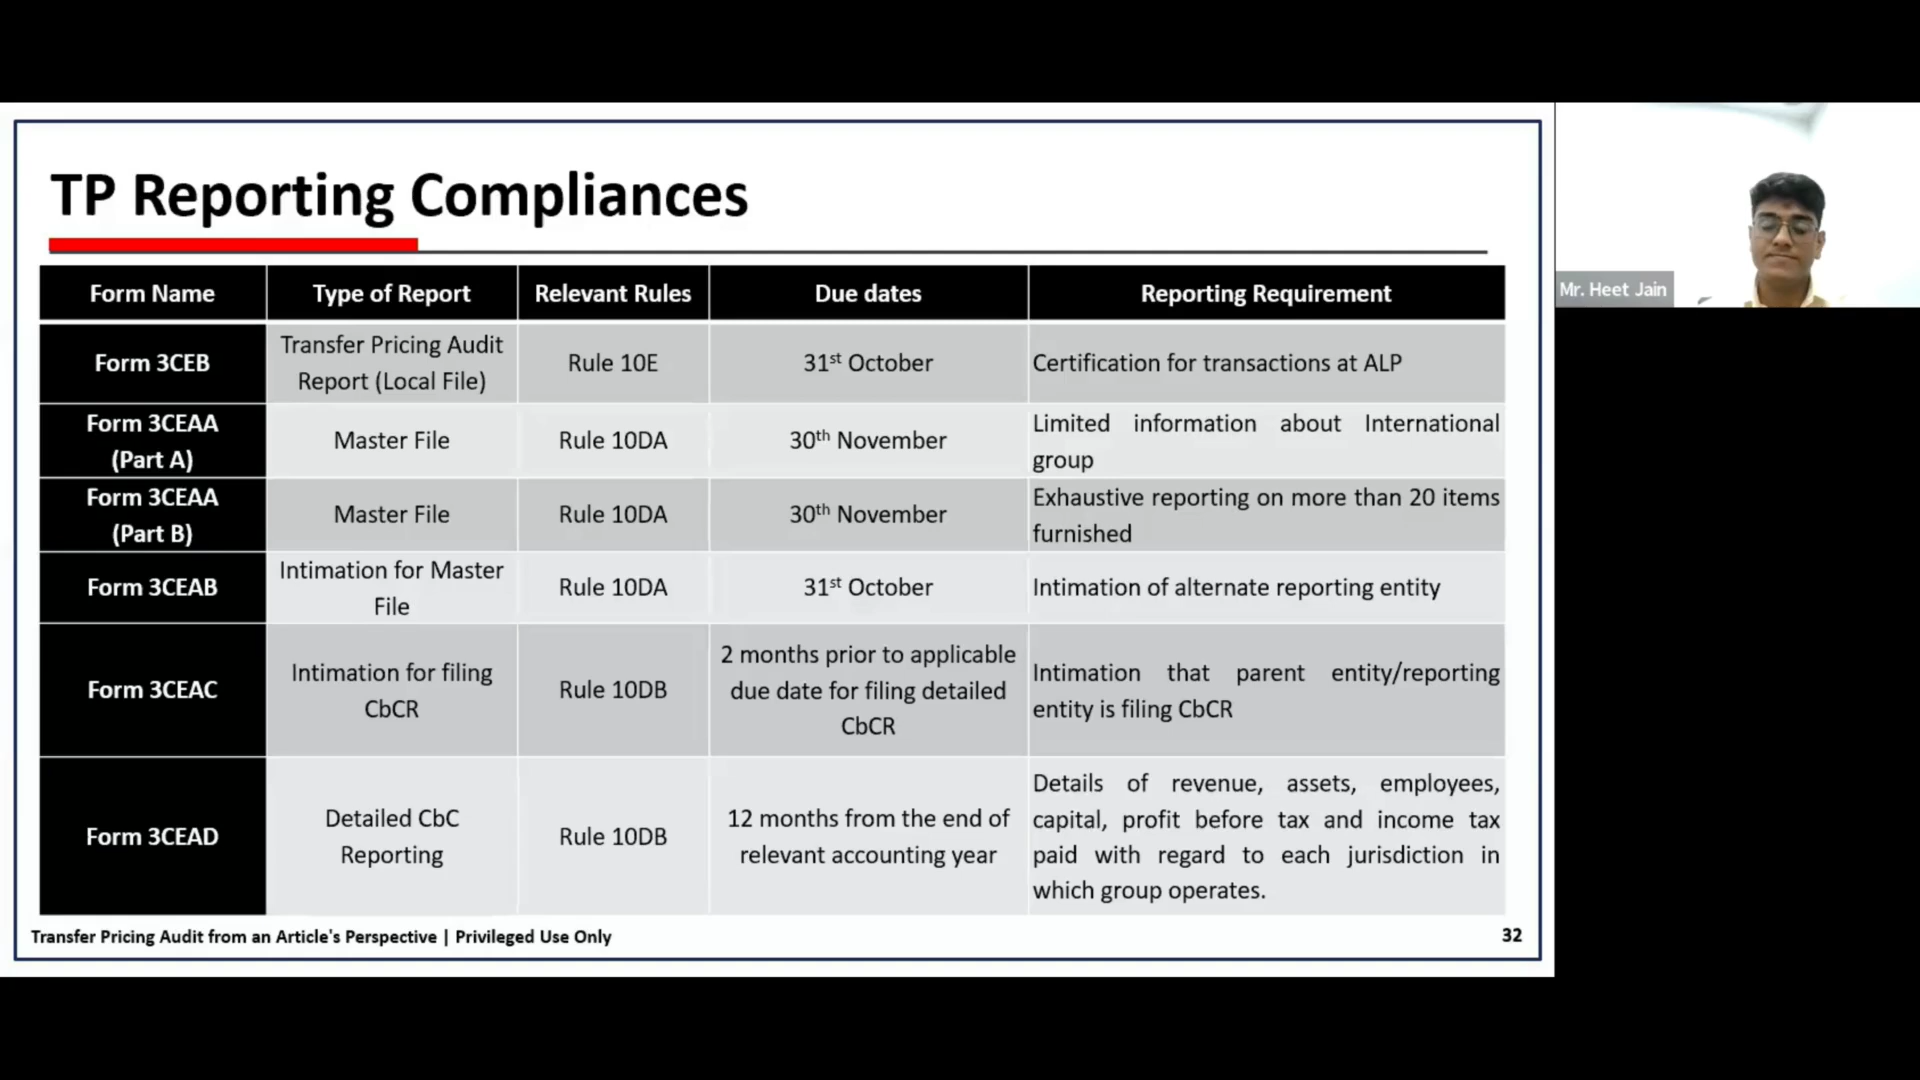 TP Reporting Compliances
Form Name
Type of Report
Relevant Rules
Due dates
Reporting Requirement
Form 3CEB
Transfer Pricing Audit
Report (Local File)
Rule 10E
31st October
Certification for transactions at ALP
Form 3CEAA
(Part A)
Master File
Rule 10DA
30th November
Limited information about International
group
Form 3CEAA
(Part B)
Master File
Rule 10DA
30th November
Exhaustive reporting on more than 20 items
furnished
Form 3CEAB
Intimation for Master
File
Rule 10DA
31st October
Intimation of alternate reporting entity
Form 3CEAC
Intimation for filing
CbCR
Rule 10DB
2 months prior to applicable
due date for filing detailed
CbCR
Intimation that parent entity/reporting
entity is filing CbCR
Form 3CEAD
Detailed CbC
Reporting
Rule 10DB
12 months from the end of
relevant accounting year
Details of revenue, assets, employees,
capital, profit before tax and income tax
paid with regard to each jurisdiction in
which group operates.
Transfer Pricing Audit from an Article's Perspective | Privileged Use Only
32
Mr. Heet Jain